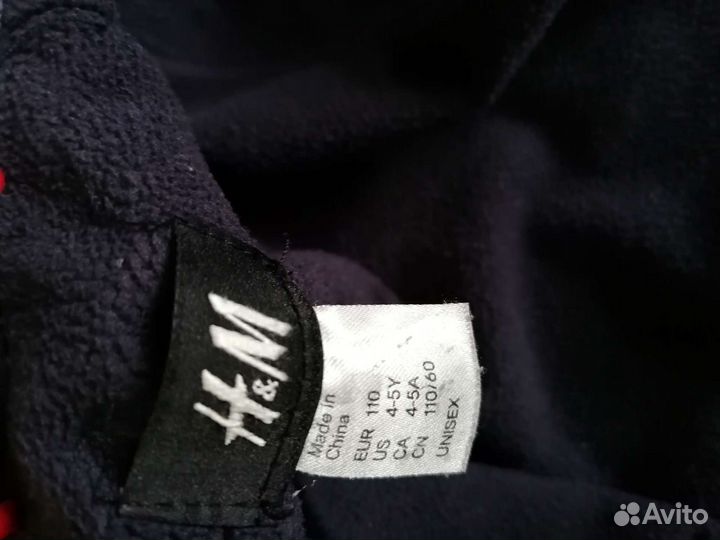 H&M
Made in
China
EUR 110
US 4-5Y
CA 4-5A
CN 110/60
UNISEX
Avito